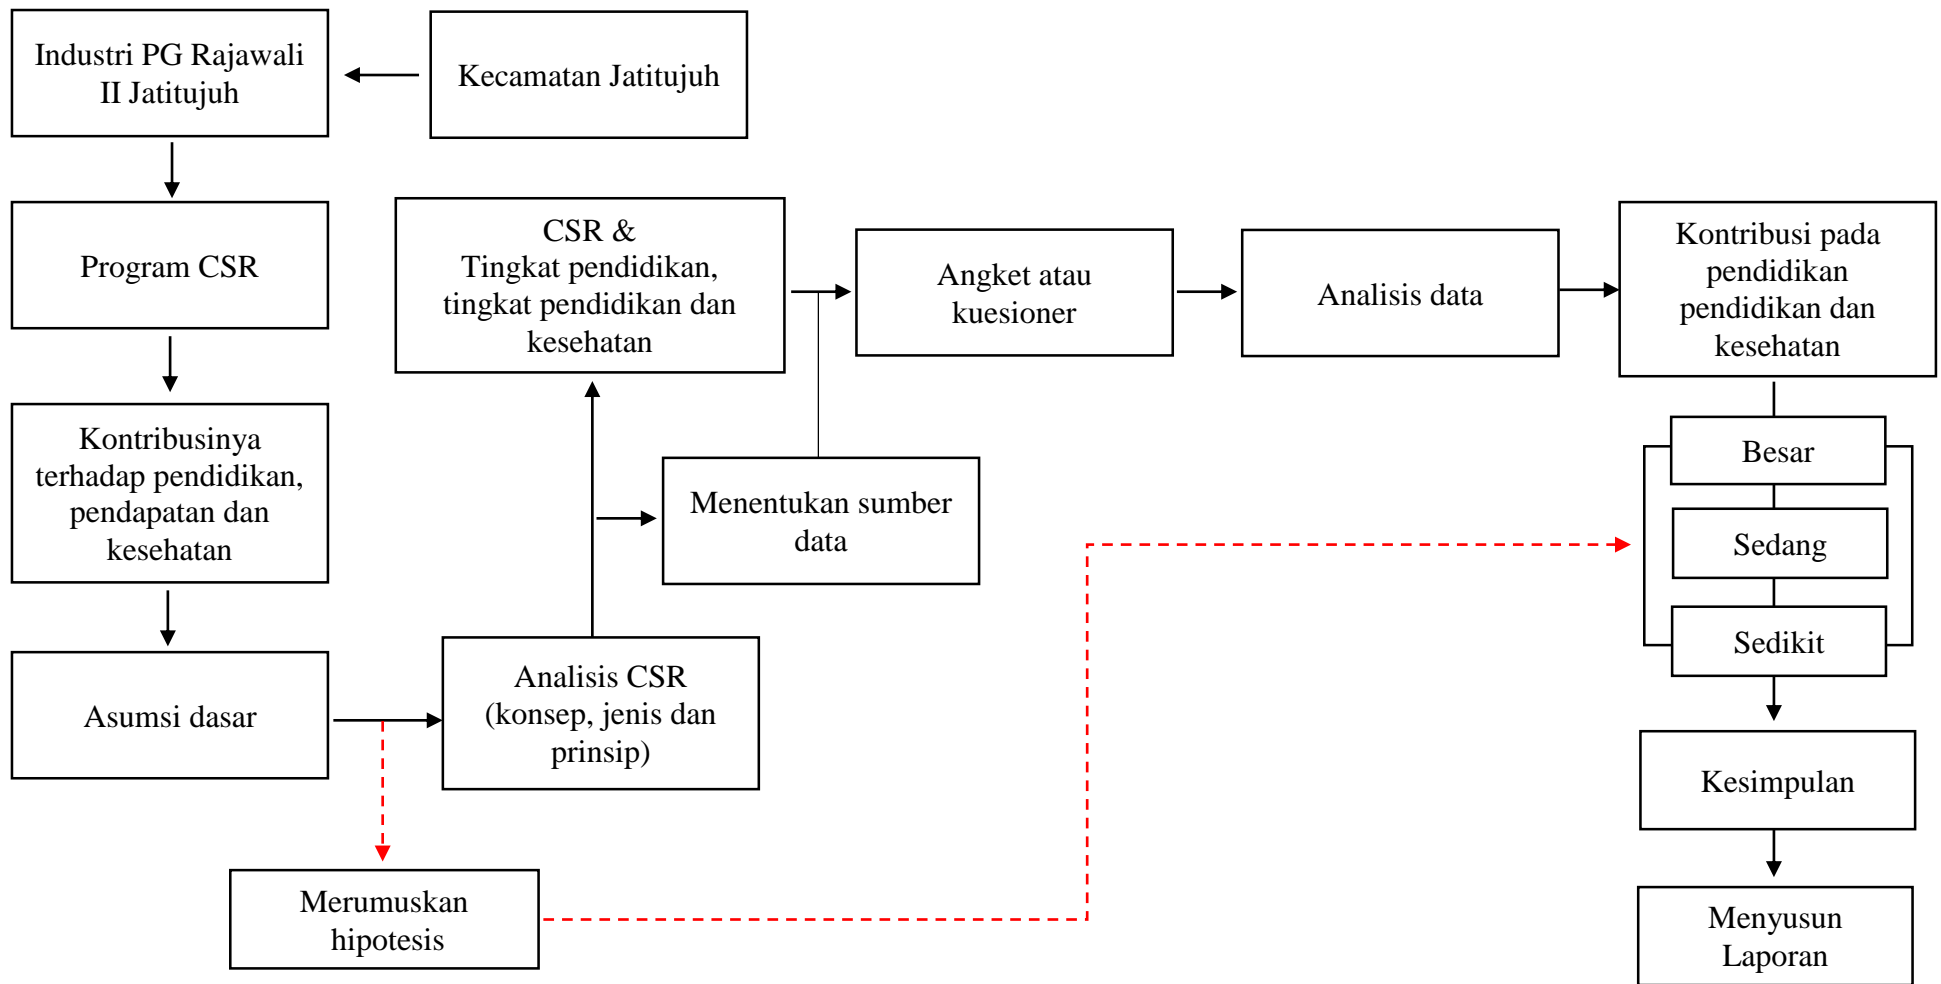 Industri PG Rajawali
II Jatitujuh
Kecamatan Jatitujuh
Program CSR
CSR &
Tingkat pendidikan,
tingkat pendidikan dan
kesehatan
Angket atau
kuesioner
Analisis data
Kontribusi pada
pendidikan
pendidikan dan
kesehatan
Kontribusinya
terhadap pendidikan,
pendapatan dan
kesehatan
Menentukan sumber
data
Besar
Sedang
Sedikit
Asumsi dasar
Analisis CSR
(konsep, jenis dan
prinsip)
Kesimpulan
Merumuskan
hipotesis
Menyusun
Laporan